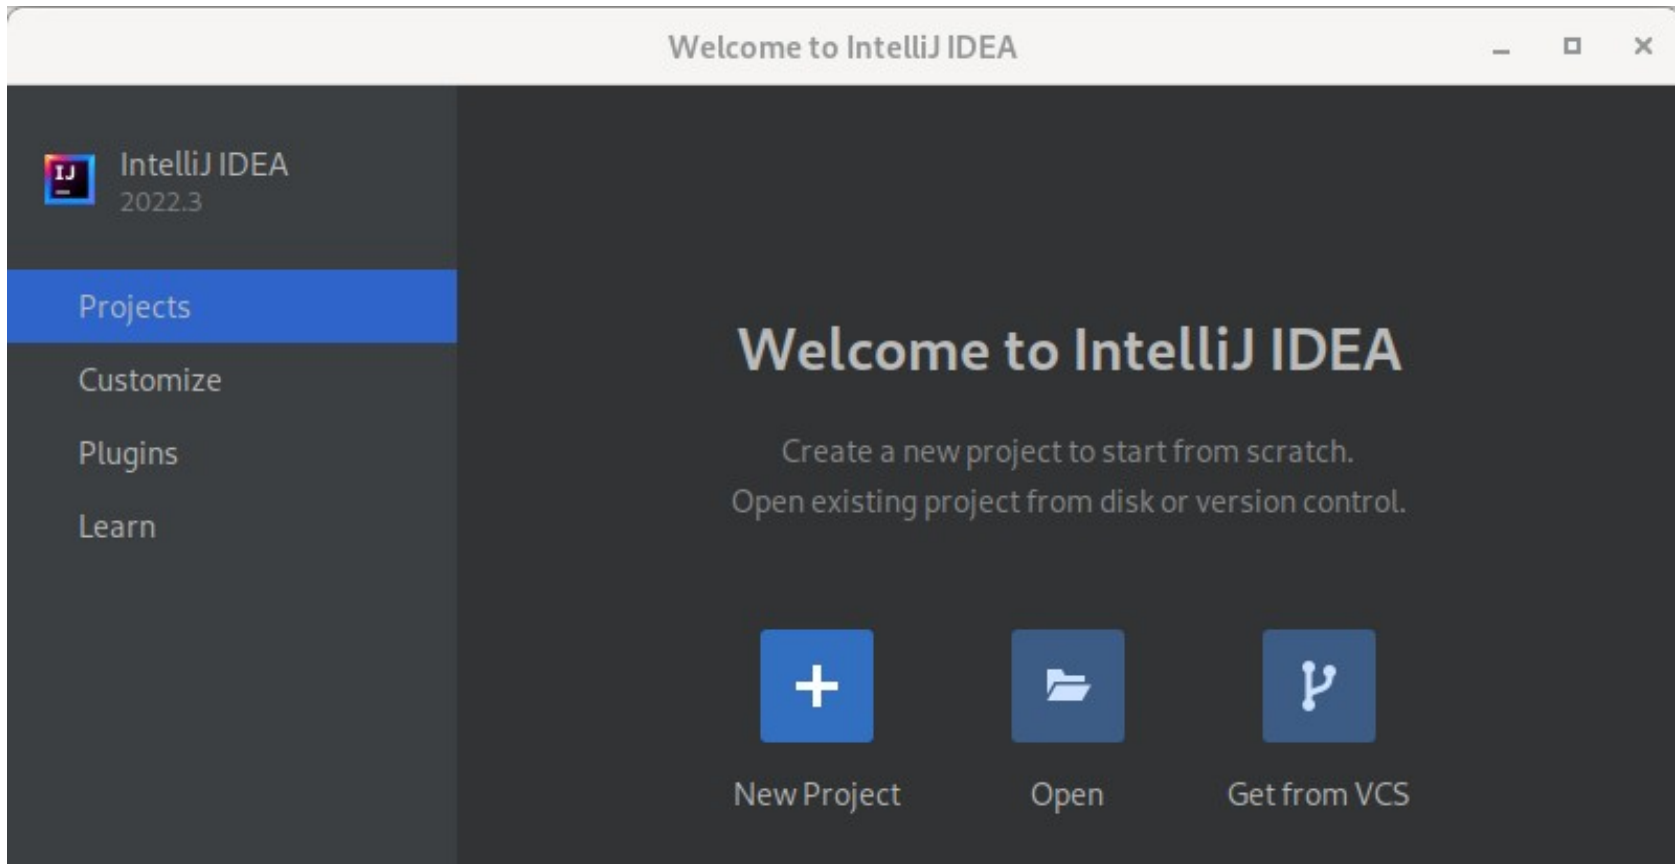 Welcome to IntelliJ IDEA
IJ
IntelliJ IDEA
2022.3
Projects
Customize
Plugins
Learn
Welcome to IntelliJ IDEA
Create a new project to start from scratch.
Open existing project from disk or version control.
New Project
Open
Get from VCS